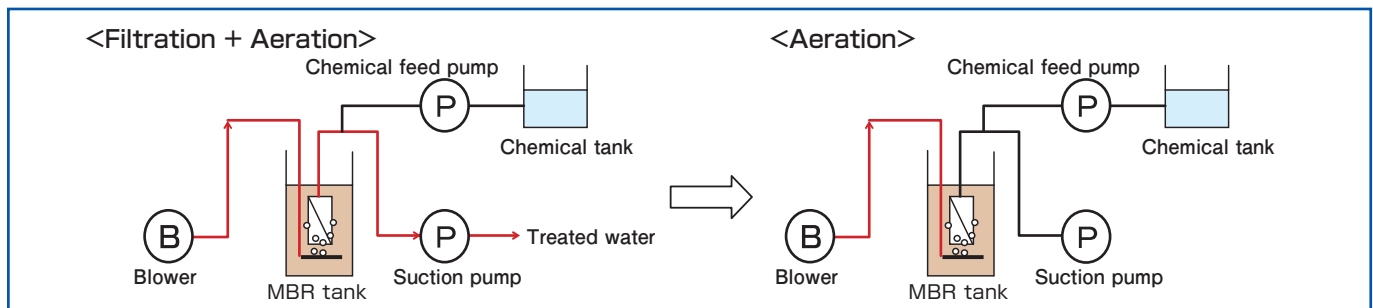 <Filtration + Aeration>
Chemical feed pump
P
Chemical tank
B
P
Treated water
Blower
Suction pump
MBR tank
<Aeration>
Chemical feed pump
P
Chemical tank
B
P
Blower
Suction pump
MBR tank